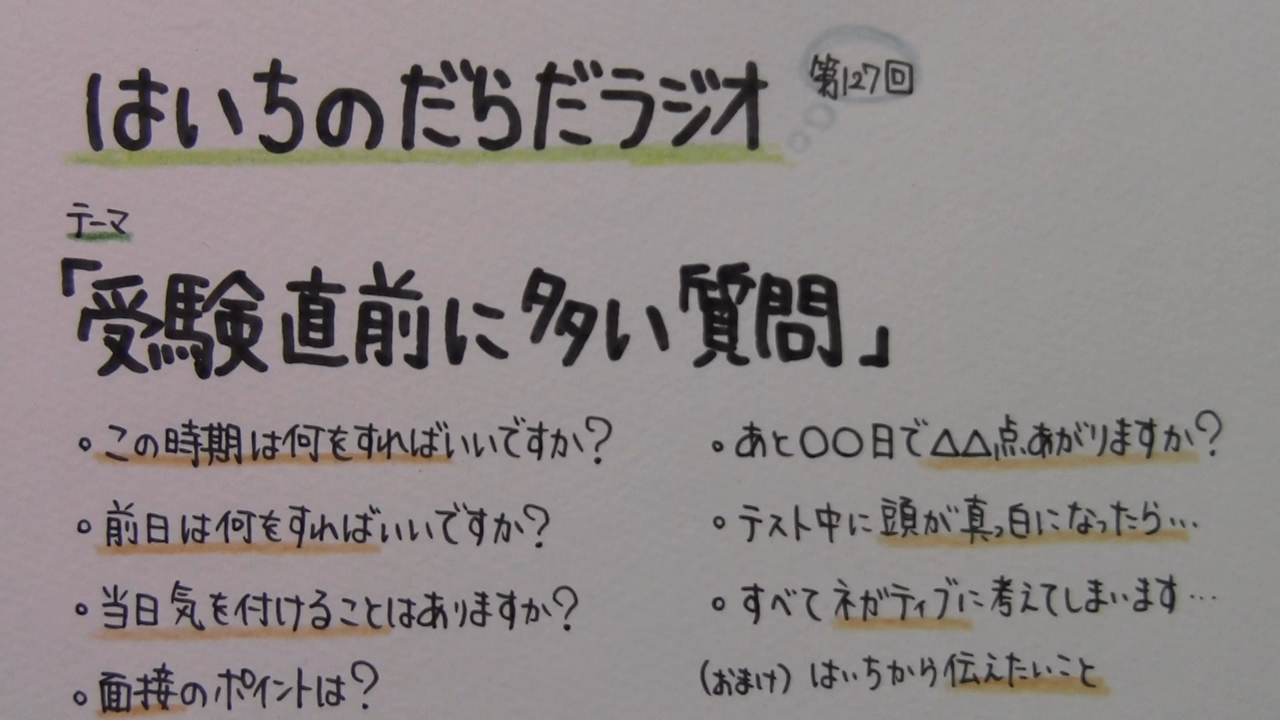 はいちのだらだラジオ 第127回
テーマ
「受験直前に多い質問」
。この時期は何をすればいいですか?
。前日は何をすればいいですか?
。当日気を付けることはありますか?
。面接のポイントは?
。あと〇〇日で△△点あがりますか?
。テスト中に頭が真っ白になったら…
。すべてネガティブに考えてしまいます…
(おまけ) はいちから伝えたいこと